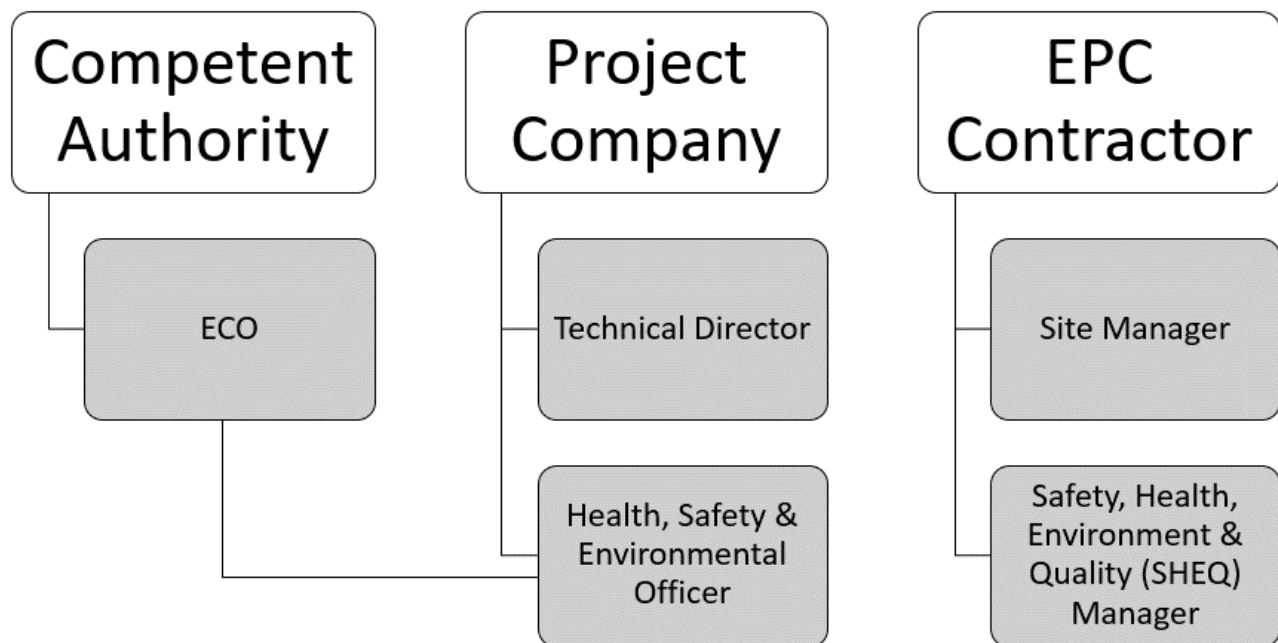 Competent
Authority
Project
Company
EPC
Contractor
ECO
Technical Director
Site Manager
Health, Safety &
Environmental
Officer
Safety, Health,
Environment &
Quality (SHEQ)
Manager